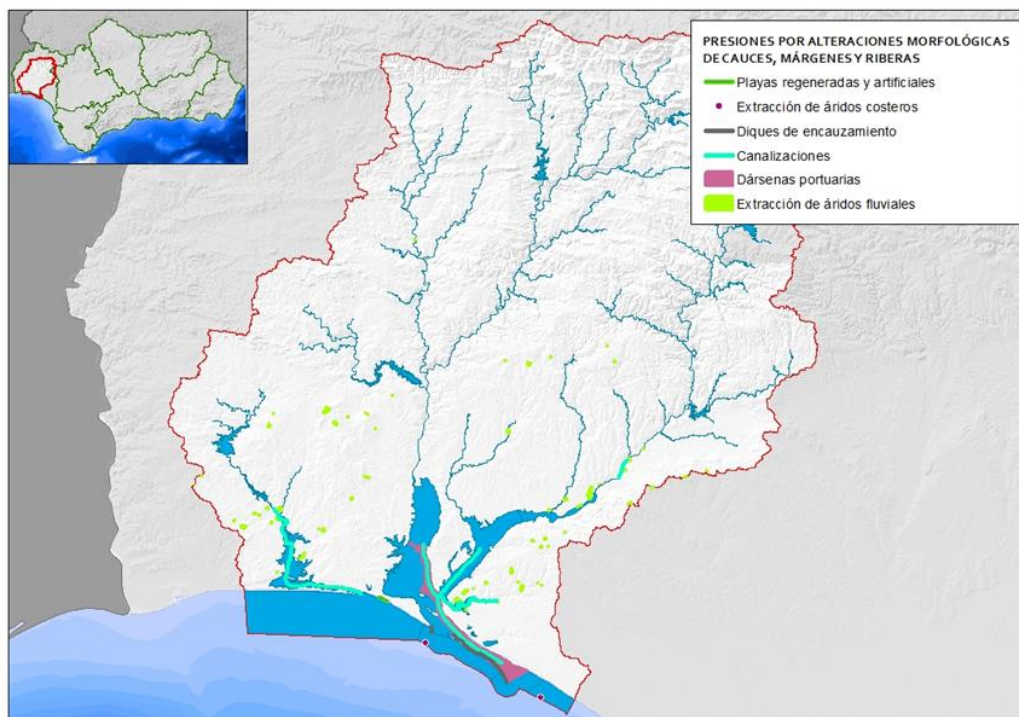 PRESIONES POR ALTERACIONES MORFOLÓGICAS
DE CAUCES, MÁRGENES Y RIBERAS
Playas regeneradas y artificiales
Extracción de áridos costeros
Diques de encauzamiento
Canalizaciones
Dársenas portuarias
Extracción de áridos fluviales